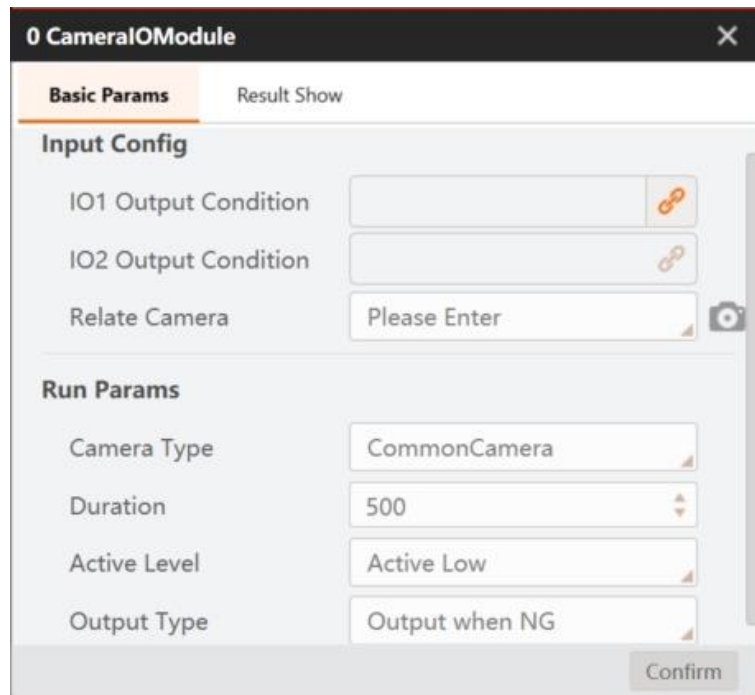 0 CameraIOModule
Basic Params Result Show
Input Config
IO1 Output Condition
IO2 Output Condition
Relate Camera Please Enter
Run Params
Camera Type CommonCamera
Duration 500
Active Level Active Low
Output Type Output when NG
Confirm